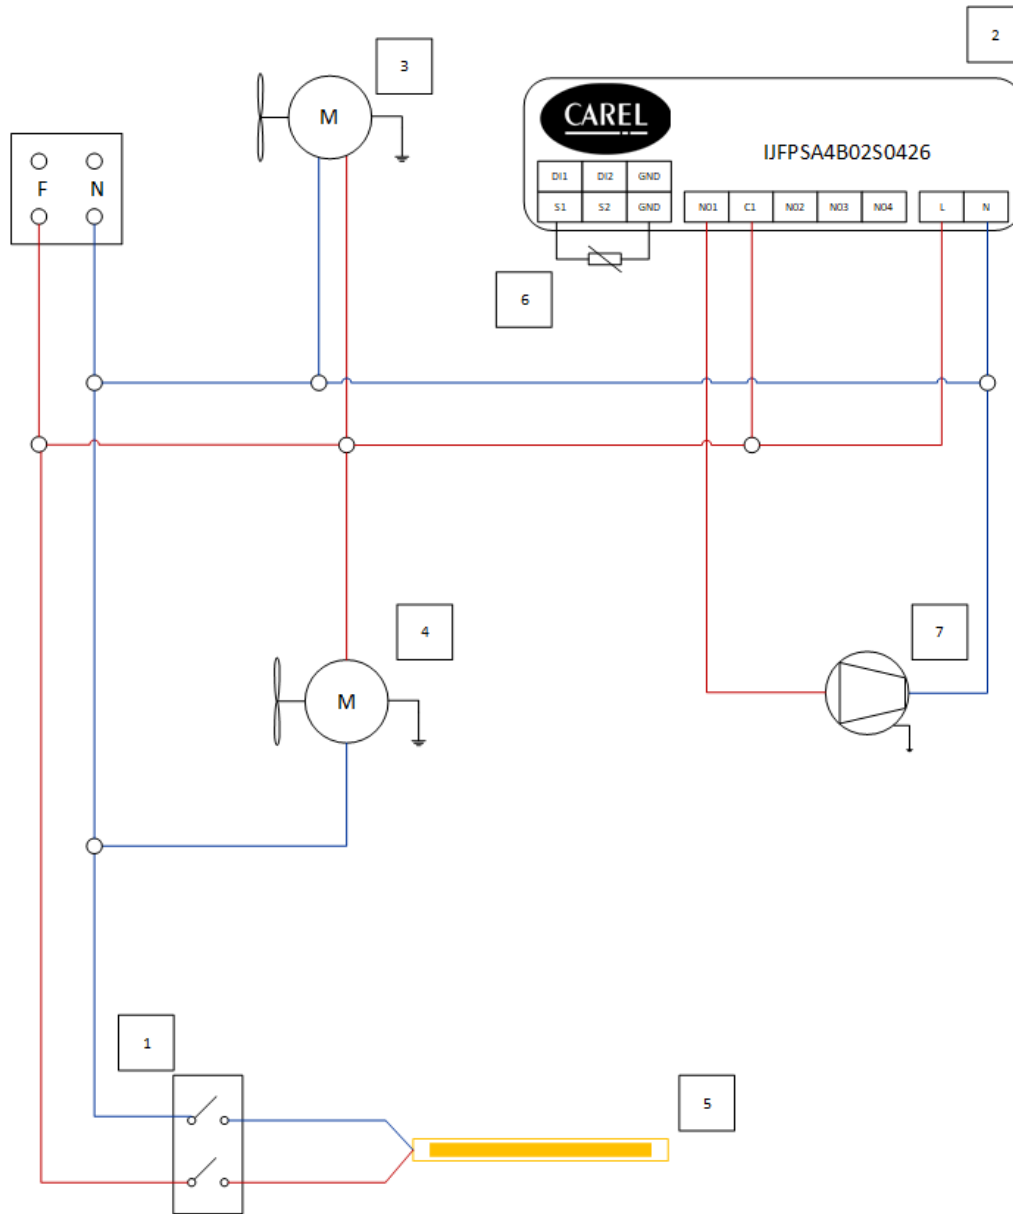 2
3
M
CAREL
IJFPSA4B02S0426
F N
DI1 DI2 GND
S1 S2 GND
NO1 C1 NO2 NO3 NO4
L N
6
4
7
M
1
5